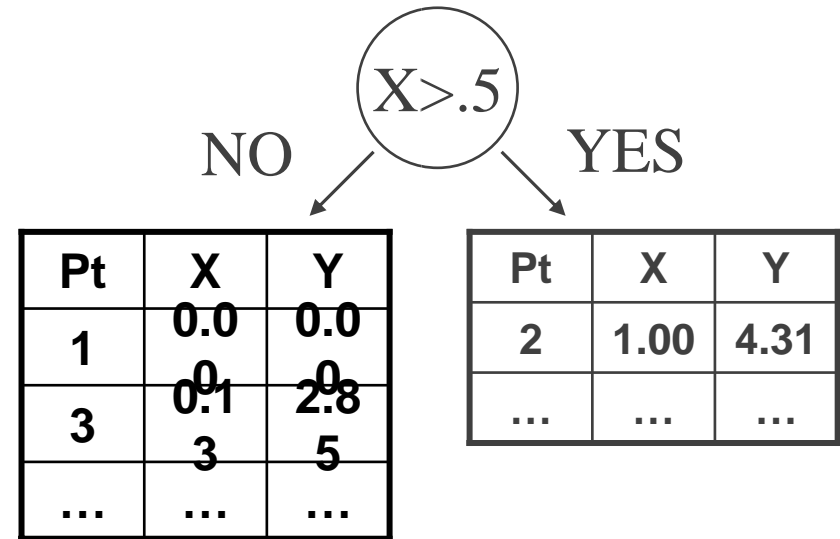 X>.5
NO YES
Pt X Y
1 0.00 0.00
3 0.13 2.85
… … …
Pt X Y
2 1.00 4.31
… … …